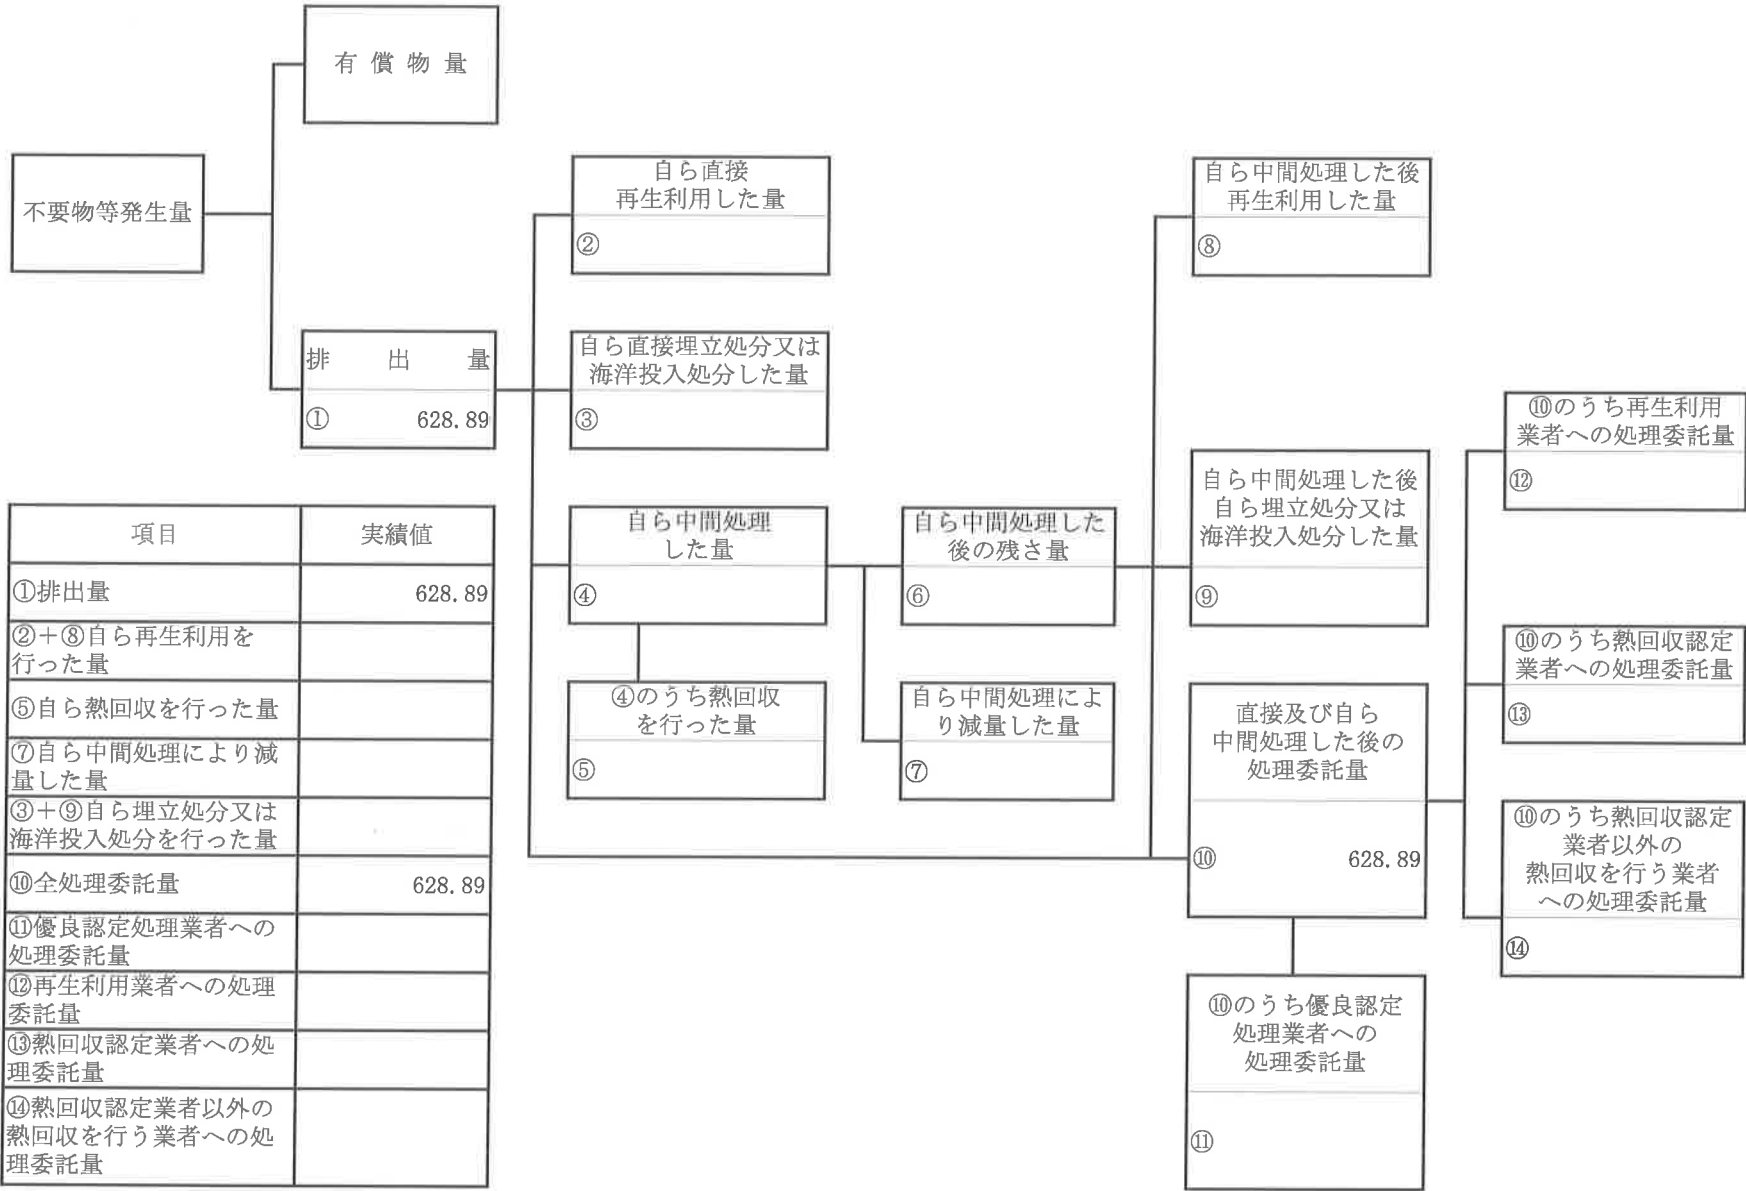 有償物量
不要物等発生量
排出量
① 628.89
自ら直接
再生利用した量
②
自ら直接埋立処分又は
海洋投入処分した量
③
自ら中間処理
した量
④
④のうち熱回収
を行った量
⑤
自ら中間処理した
後の残さ量
⑥
自ら中間処理によ
り減量した量
⑦
自ら中間処理した後
再生利用した量
⑧
自ら中間処理した後
自ら埋立処分又は
海洋投入処分した量
⑨
直接及び自ら
中間処理した後の
処理委託量
⑩ 628.89
⑩のうち優良認定
処理業者への
処理委託量
⑪
⑩のうち再生利用
業者への処理委託量
⑫
⑩のうち熱回収認定
業者への処理委託量
⑬
⑩のうち熱回収認定
業者以外の
熱回収を行う業者
への処理委託量
⑭
項目 実績値
①排出量 628.89
②+⑧自ら再生利用を
行った量
⑤自ら熱回収を行った量
⑦自ら中間処理により減
量した量
③+⑨自ら埋立処分又は
海洋投入処分を行った量
⑩全処理委託量 628.89
⑪優良認定処理業者への
処理委託量
⑫再生利用業者への処理
委託量
⑬熱回収認定業者への処
理委託量
⑭熱回収認定業者以外の
熱回収を行う業者への処
理委託量